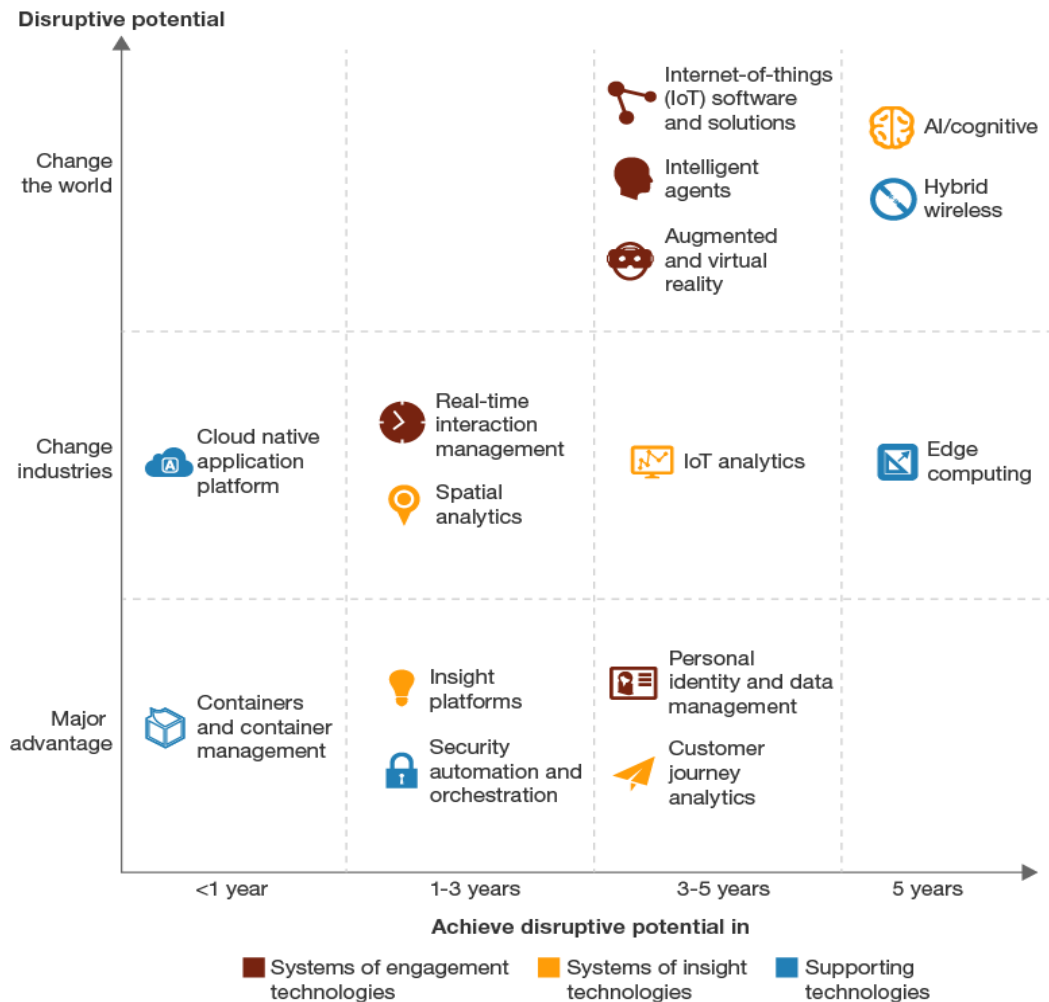 Disruptive potential
Change
the world
Internet-of-things
(IoT) software
and solutions
Intelligent
agents
Augmented
and virtual
reality
AI/cognitive
Hybrid
wireless
Change
industries
A
Cloud native
application
platform
Real-time
interaction
management
Spatial
analytics
IoT analytics
Edge
computing
Major
advantage
Containers
and container
management
Insight
platforms
Security
automation and
orchestration
Personal
identity and data
management
Customer
journey
analytics
<1 year
1-3 years
3-5 years
5 years
Achieve disruptive potential in
Systems of engagement
technologies
Systems of insight
technologies
Supporting
technologies